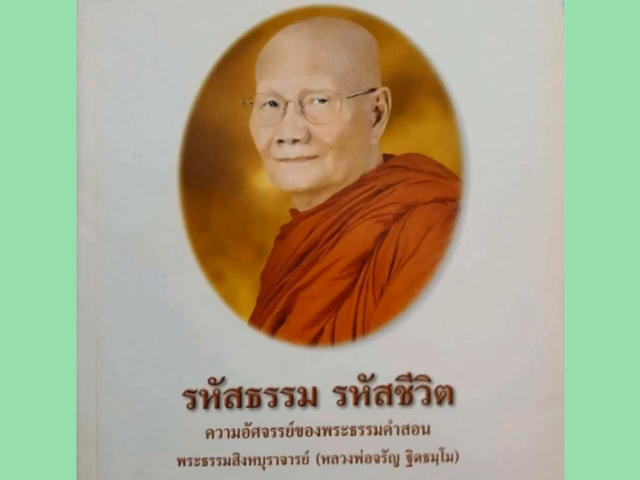 รหัสธรรม รหัสชีวิต
ความอัศจรรย์ของพระธรรมคำสอน
พระธรรมสิงหบุราจารย์ (หลวงพ่อจรัญ ฐิตธมฺโม)